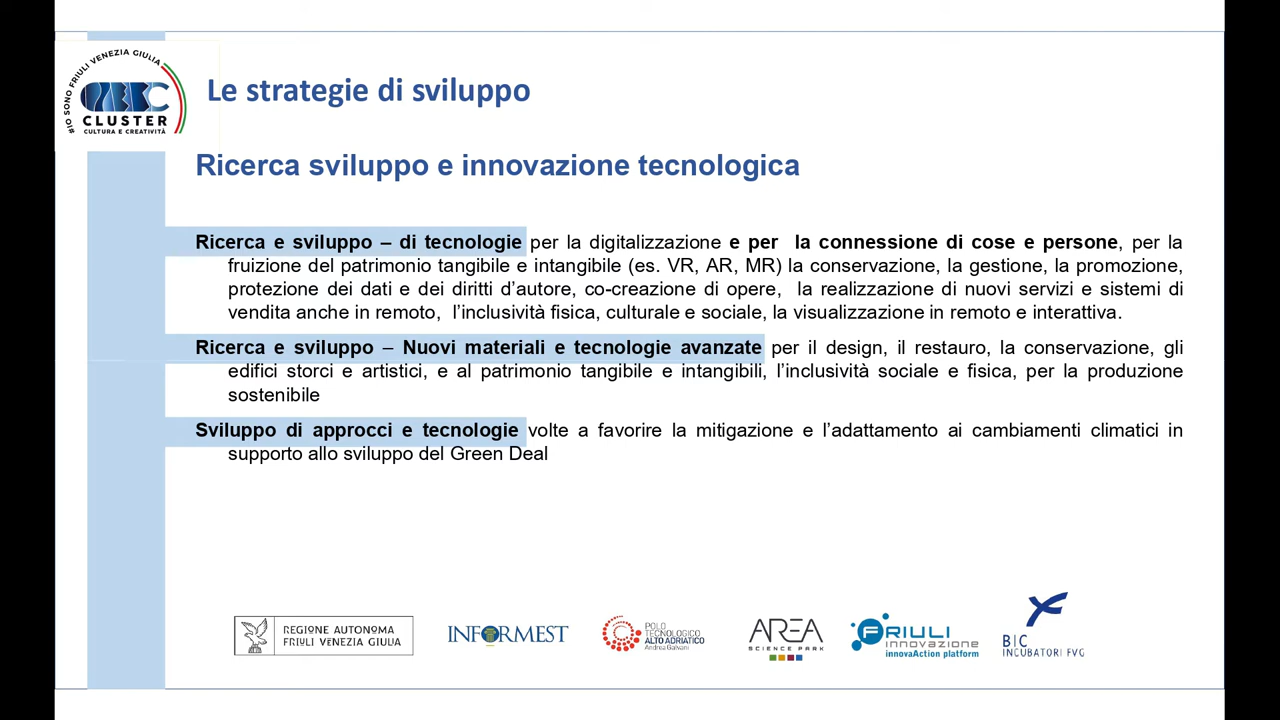 #IO SONO FRIULI VENEZIA GIULIA
CLUSTER
CULTURA E CREATIVITÀ
Le strategie di sviluppo
Ricerca sviluppo e innovazione tecnologica
Ricerca e sviluppo – di tecnologie per la digitalizzazione e per la connessione di cose e persone, per la
fruizione del patrimonio tangibile e intangibile (es. VR, AR, MR) la conservazione, la gestione, la promozione,
protezione dei dati e dei diritti d’autore, co-creazione di opere, la realizzazione di nuovi servizi e sistemi di
vendita anche in remoto, l’inclusività fisica, culturale e sociale, la visualizzazione in remoto e interattiva.
Ricerca e sviluppo – Nuovi materiali e tecnologie avanzate per il design, il restauro, la conservazione, gli
edifici storci e artistici, e al patrimonio tangibile e intangibili, l’inclusività sociale e fisica, per la produzione
sostenibile
Sviluppo di approcci e tecnologie volte a favorire la mitigazione e l’adattamento ai cambiamenti climatici in
supporto allo sviluppo del Green Deal
REGIONE AUTONOMA
FRIULI VENEZIA GIULIA
INFORMEST
POLO
TECNOLOGICO
ALTO ADRIATICO
Andrea Galvani
AREA
SCIENCE PARK
FRIULI
innovazione
innovaAction platform
BIC
INCUBATORI FVG